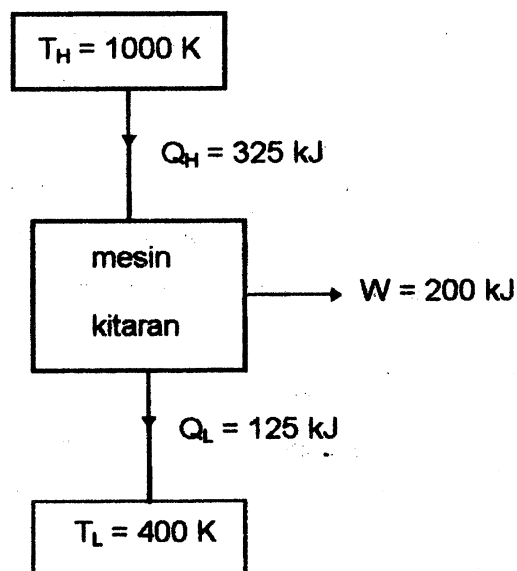 T_H = 1000 K
Q_H = 325 kJ
mesin
kitaran
W = 200 kJ
Q_L = 125 kJ
T_L = 400 K